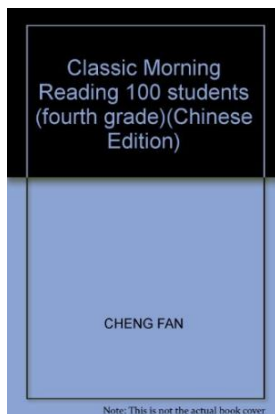 Classic Morning
Reading 100 students
(fourth grade)(Chinese
Edition)
CHENG FAN
Note: This is not the actual book cover